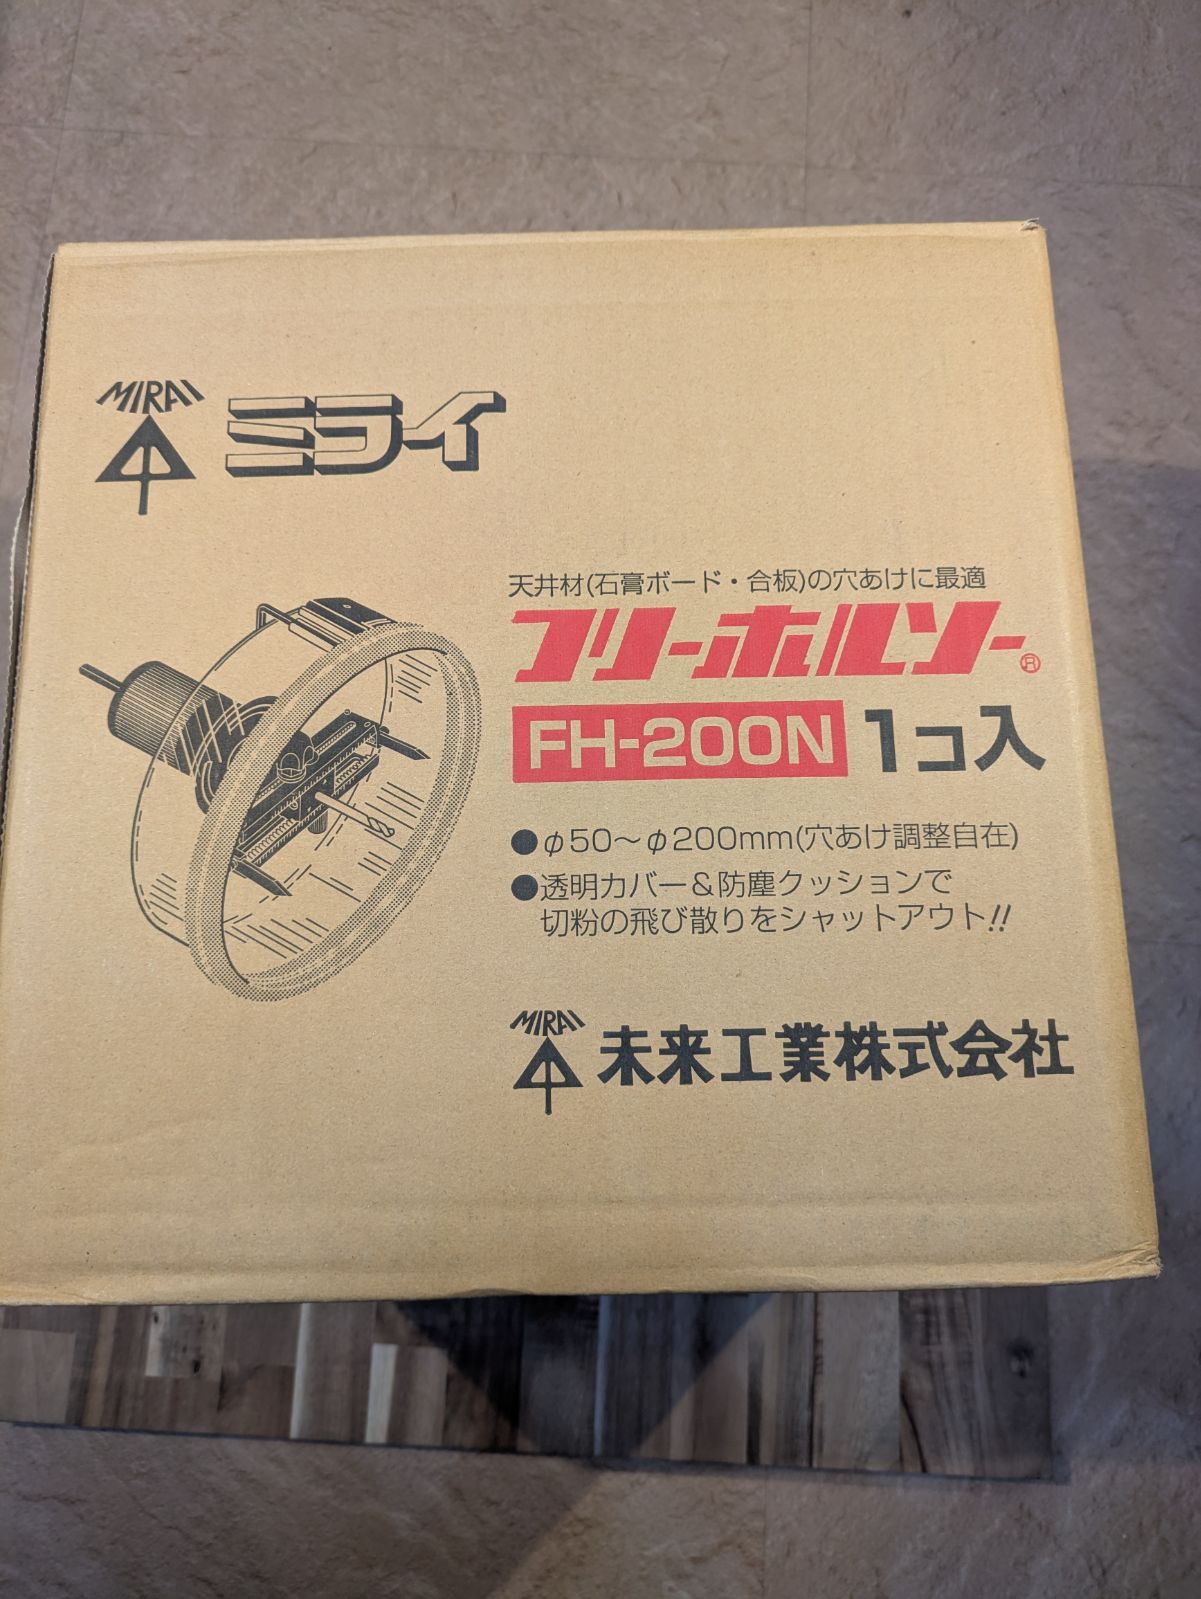 MIRAI
ミライ
天井材(石膏ボード・合板)の穴あけに最適
フリーホルソー®
FH-200N 1コ入
●φ50～φ200mm(穴あけ調整自在)
●透明カバー&防塵クッションで
切粉の飛び散りをシャットアウト!!
MIRAI
未来工業株式会社